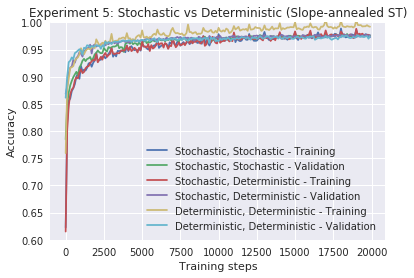 Experiment 5: Stochastic vs Deterministic (Slope-annealed ST)
1.00
0.95
0.90
0.85
0.80
0.75
0.70
0.65
0.60
Accuracy
Stochastic, Stochastic - Training
Stochastic, Stochastic - Validation
Stochastic, Deterministic - Training
Stochastic, Deterministic - Validation
Deterministic, Deterministic - Training
Deterministic, Deterministic - Validation
0 2500 5000 7500 10000 12500 15000 17500 20000
Training steps